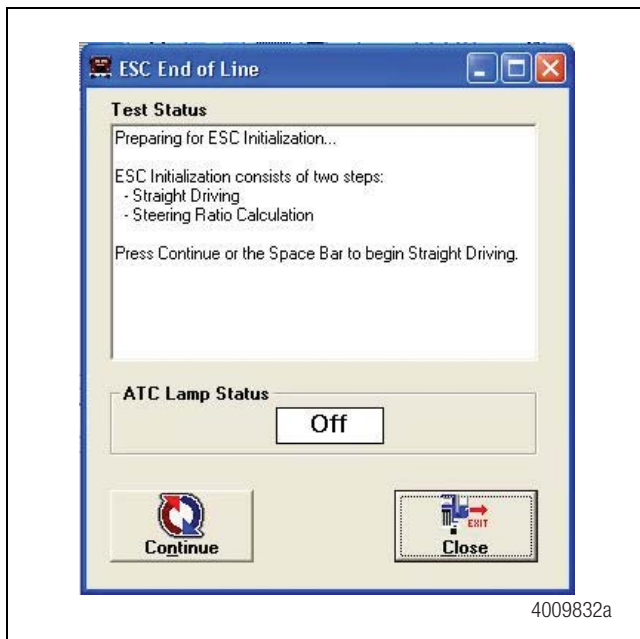 ESC End of Line
Test Status
Preparing for ESC Initialization...
ESC Initialization consists of two steps:
- Straight Driving
- Steering Ratio Calculation
Press Continue or the Space Bar to begin Straight Driving.
ATC Lamp Status
Off
Continue
EXIT
Close
4009832a